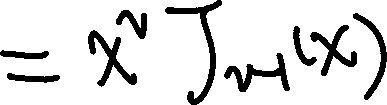 = x^ν J_{ν-1}(x)